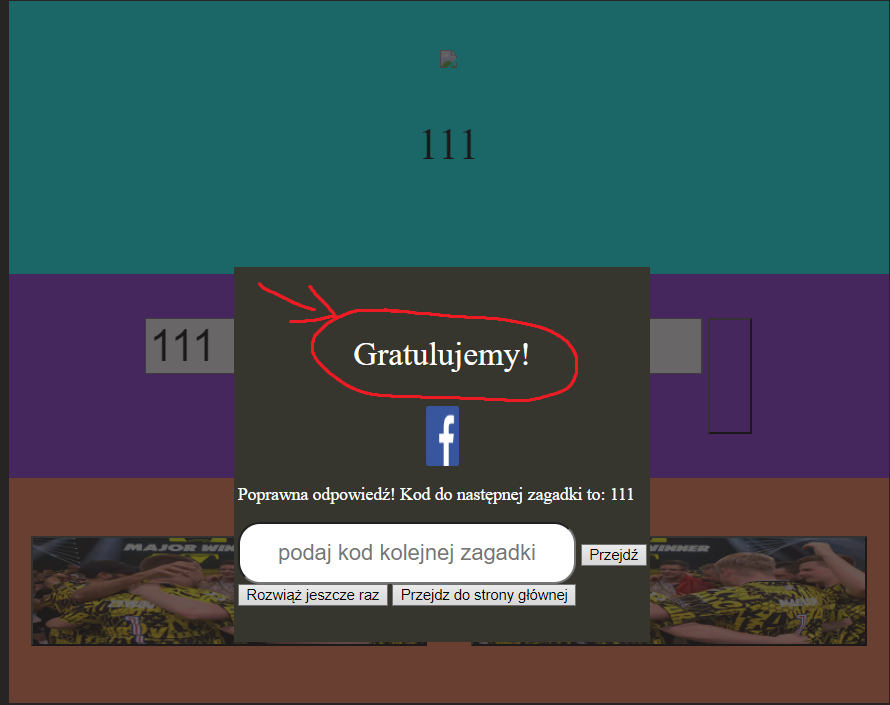 111
111
Gratulujemy!
f
Poprawna odpowiedź! Kod do następnej zagadki to: 111
podaj kod kolejnej zagadki Przejdź
Rozwiąż jeszcze raz Przejdz do strony głównej
MAJOR WIN
NNER